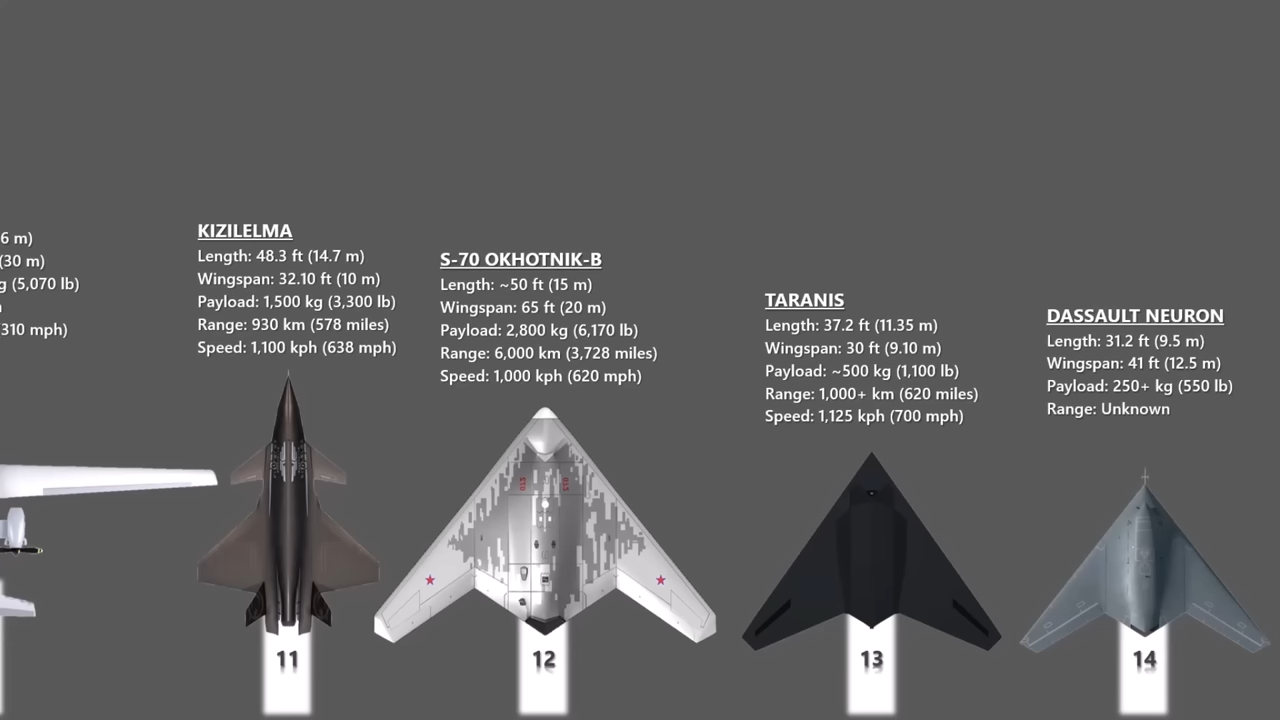 6 m)
(30 m)
g (5,070 lb)
310 mph)
KIZILELMA
Length: 48.3 ft (14.7 m)
Wingspan: 32.10 ft (10 m)
Payload: 1,500 kg (3,300 lb)
Range: 930 km (578 miles)
Speed: 1,100 kph (638 mph)
S-70 OKHOTNIK-B
Length: ~50 ft (15 m)
Wingspan: 65 ft (20 m)
Payload: 2,800 kg (6,170 lb)
Range: 6,000 km (3,728 miles)
Speed: 1,000 kph (620 mph)
TARANIS
Length: 37.2 ft (11.35 m)
Wingspan: 30 ft (9.10 m)
Payload: ~500 kg (1,100 lb)
Range: 1,000+ km (620 miles)
Speed: 1,125 kph (700 mph)
DASSAULT NEURON
Length: 31.2 ft (9.5 m)
Wingspan: 41 ft (12.5 m)
Payload: 250+ kg (550 lb)
Range: Unknown
11
12
13
14